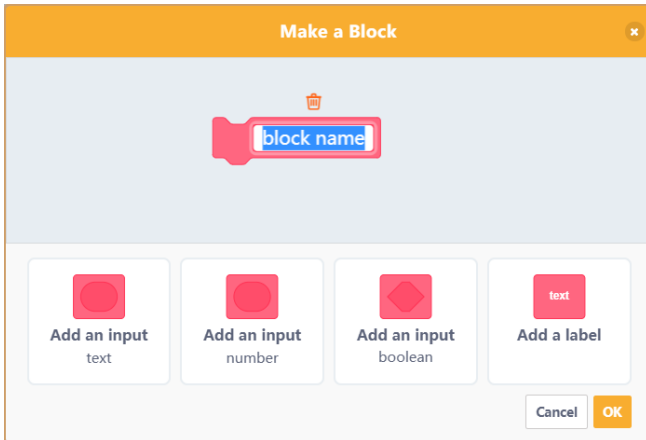 Make a Block
block name
text
Add an input
text
Add an input
number
Add an input
boolean
Add a label
Cancel
OK